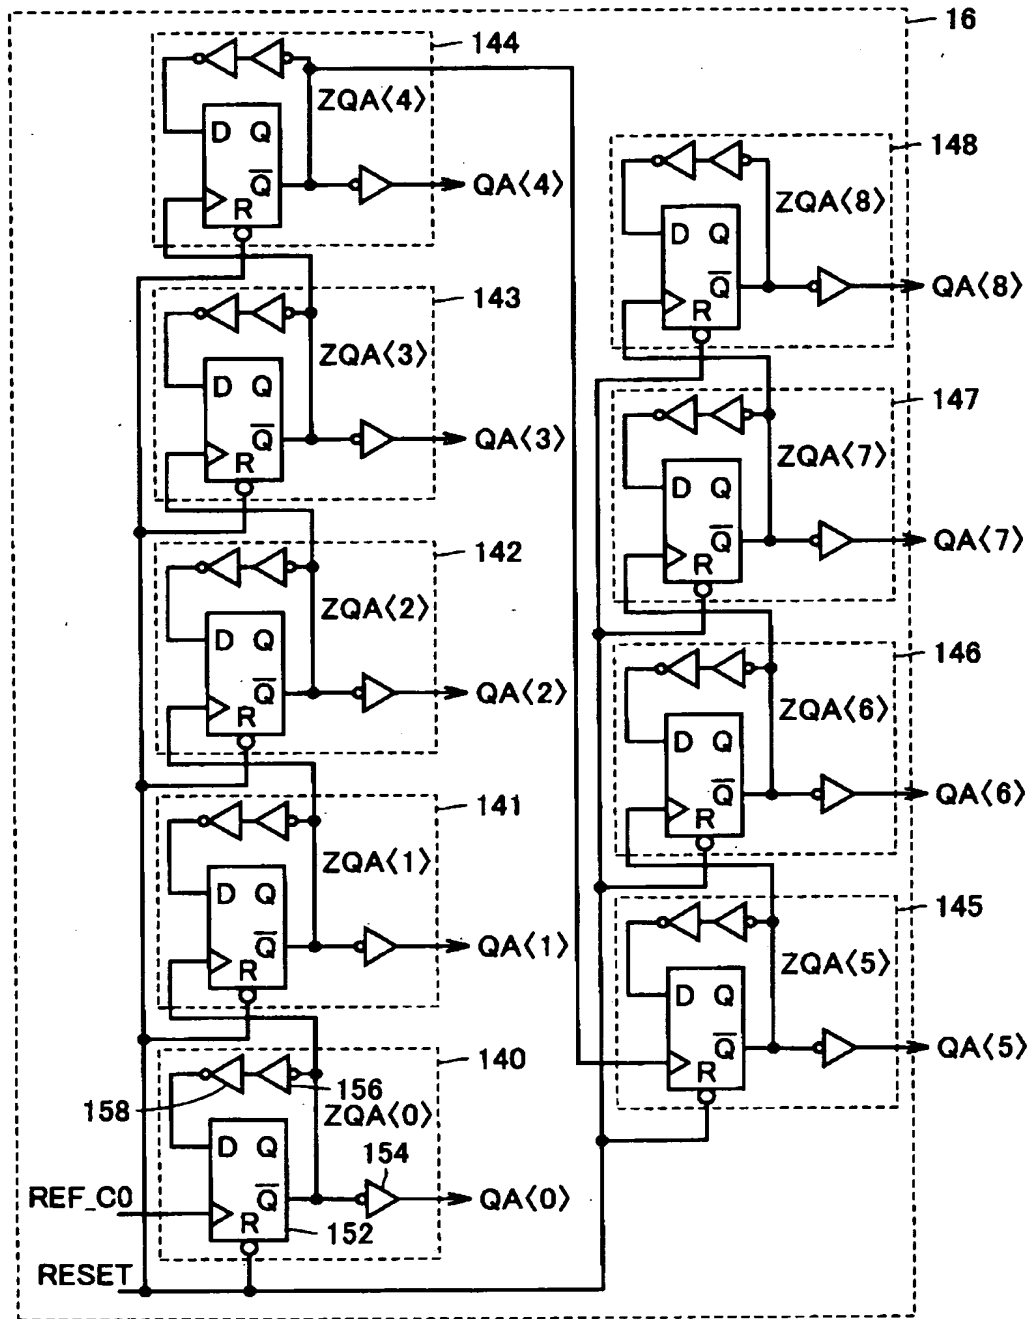 16
144
ZQA⟨4⟩
D Q
Q̅
R
QA⟨4⟩
143
ZQA⟨3⟩
D Q
Q̅
R
QA⟨3⟩
142
ZQA⟨2⟩
D Q
Q̅
R
QA⟨2⟩
141
ZQA⟨1⟩
D Q
Q̅
R
QA⟨1⟩
140
158
156
ZQA⟨0⟩
D Q
154
Q̅
R
QA⟨0⟩
152
REF_C0
RESET
148
ZQA⟨8⟩
D Q
Q̅
R
QA⟨8⟩
147
ZQA⟨7⟩
D Q
Q̅
R
QA⟨7⟩
146
ZQA⟨6⟩
D Q
Q̅
R
QA⟨6⟩
145
ZQA⟨5⟩
D Q
Q̅
R
QA⟨5⟩